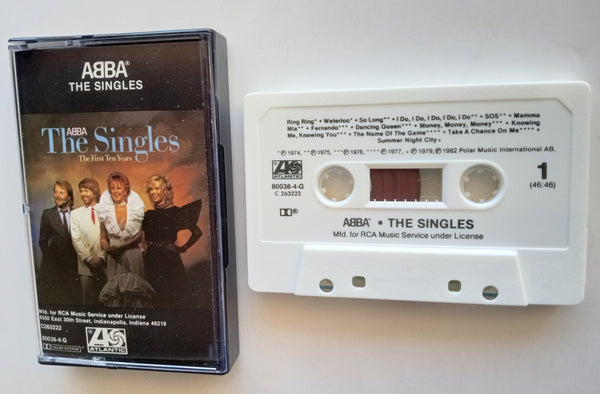 ABBA®
THE SINGLES
ABBA
The Singles
The First Ten Years
Mfd. for RCA Music Service under License
6550 East 30th Street, Indianapolis, Indiana 46219
C263222
80036-4-G
DOLBY SYSTEM
ATLANTIC
Ring Ring* • Waterloo* • So Long** • I Do, I Do, I Do, I Do, I Do** • SOS** • Mamma
Mia** • Fernando*** • Dancing Queen*** • Money, Money, Money*** • Knowing
Me, Knowing You*** • The Name Of The Game**** • Take A Chance On Me****
Summer Night City+
*℗1974, **℗1975, ***℗1976, ****℗1977, +℗1979, ℗1982 Polar Music International AB.
ATLANTIC
80036-4-G
C 263222
1
(46:46)
ABBA® • THE SINGLES
Mfd. for RCA Music Service under License